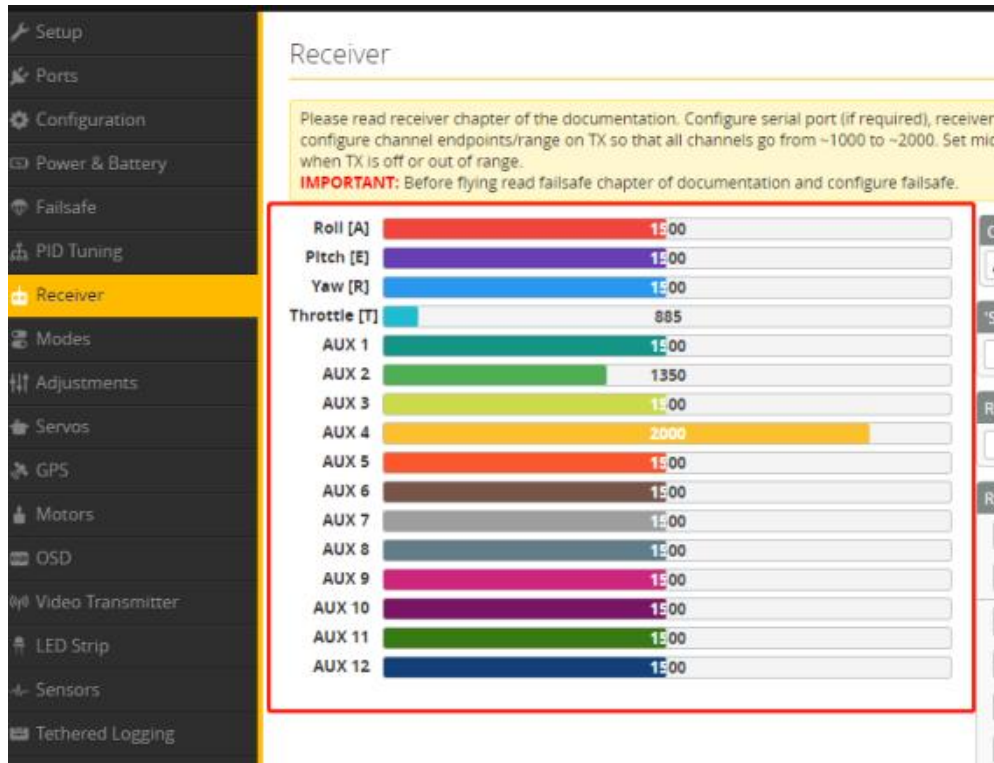 Setup
Ports
Configuration
Power & Battery
Failsafe
PID Tuning
Receiver
Modes
Adjustments
Servos
GPS
Motors
OSD
Video Transmitter
LED Strip
Sensors
Tethered Logging
Receiver
Please read receiver chapter of the documentation. Configure serial port (if required), receiver
configure channel endpoints/range on TX so that all channels go from ~1000 to ~2000. Set
when TX is off or out of range.
IMPORTANT: Before flying read failsafe chapter of documentation and configure failsafe.
Roll [A] 1500
Pitch [E] 1500
Yaw [R] 1500
Throttle [T] 885
AUX 1 1500
AUX 2 1350
AUX 3 1500
AUX 4 2000
AUX 5 1500
AUX 6 1500
AUX 7 1500
AUX 8 1500
AUX 9 1500
AUX 10 1500
AUX 11 1500
AUX 12 1500